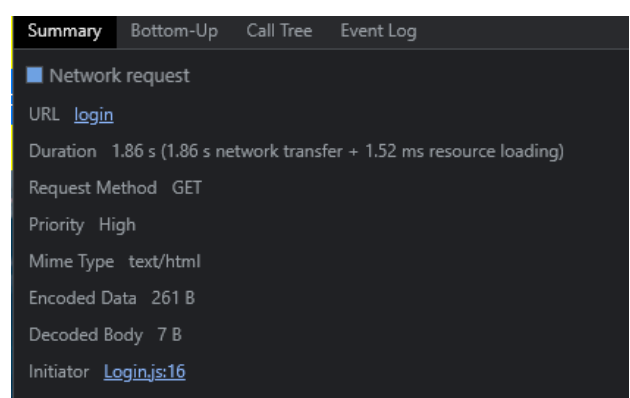 Summary Bottom-Up Call Tree Event Log
Network request
URL login
Duration 1.86 s (1.86 s network transfer + 1.52 ms resource loading)
Request Method GET
Priority High
Mime Type text/html
Encoded Data 261 B
Decoded Body 7 B
Initiator Login.js:16